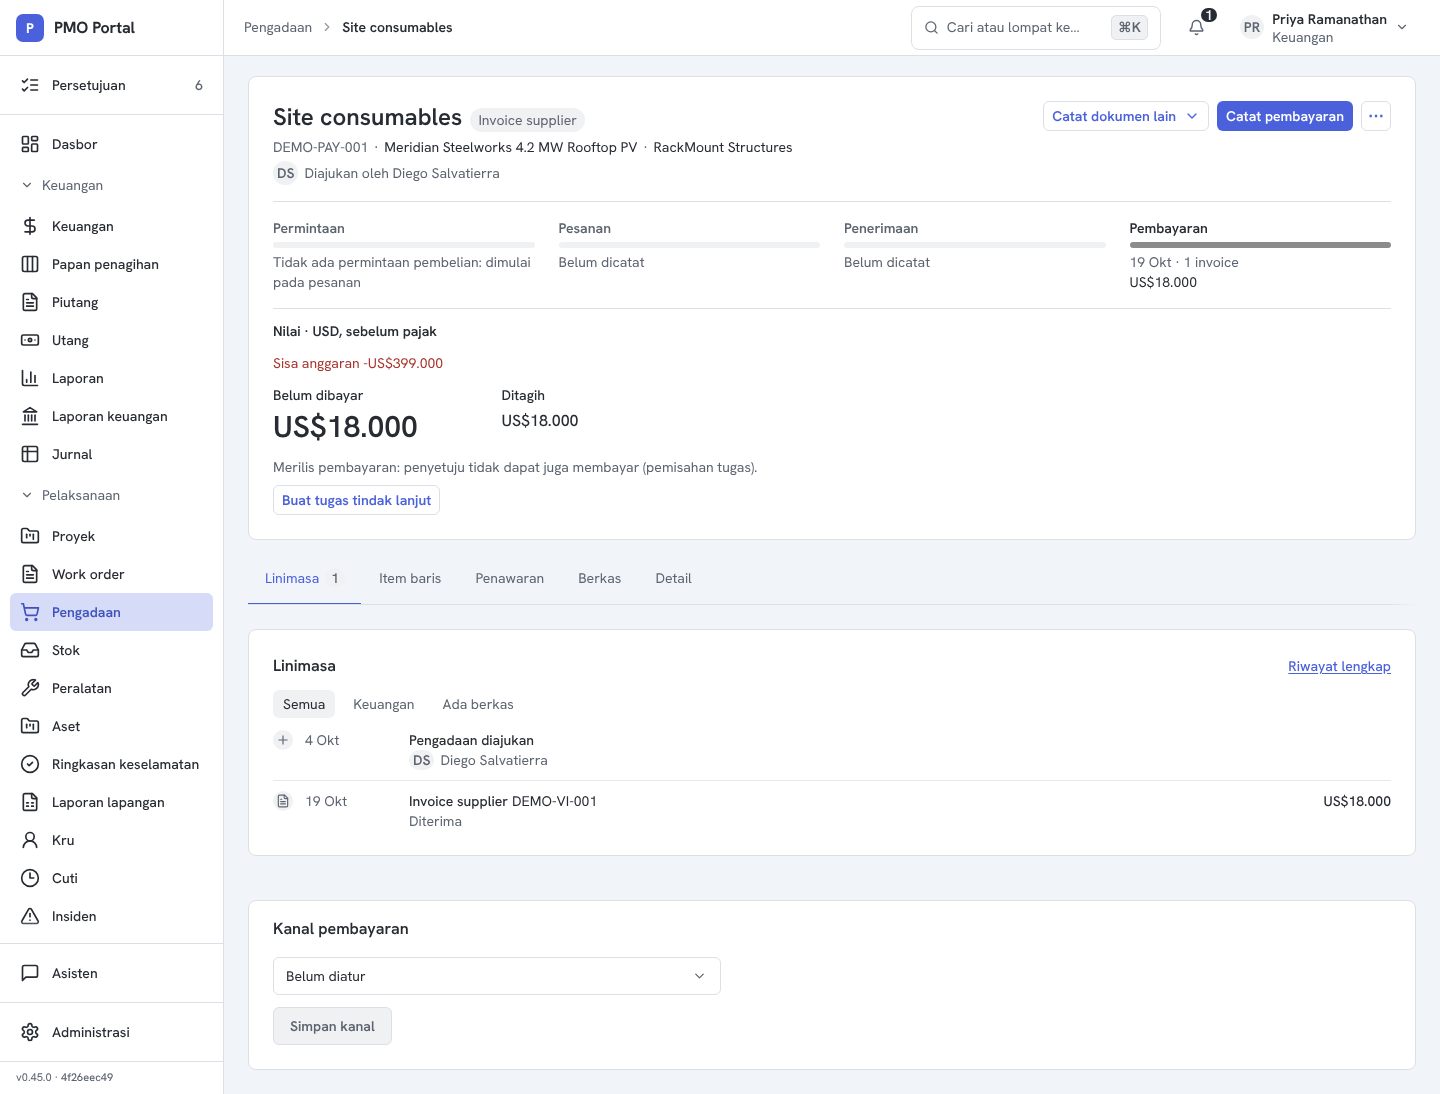 P PMO Portal
Pengadaan > Site consumables
Cari atau lompat ke... ⌘K
1
PR Priya Ramanathan
Keuangan
Persetujuan 6
Dasbor
Keuangan
Keuangan
Papan penagihan
Piutang
Utang
Laporan
Laporan keuangan
Jurnal
Pelaksanaan
Proyek
Work order
Pengadaan
Stok
Peralatan
Aset
Ringkasan keselamatan
Laporan lapangan
Kru
Cuti
Insiden
Asisten
Administrasi
v0.45.0 · 4f26eec49
Site consumables Invoice supplier
Catat dokumen lain Catat pembayaran ...
DEMO-PAY-001 · Meridian Steelworks 4.2 MW Rooftop PV · RackMount Structures
DS Diajukan oleh Diego Salvatierra
Permintaan
Tidak ada permintaan pembelian: dimulai
pada pesanan
Pesanan
Belum dicatat
Penerimaan
Belum dicatat
Pembayaran
19 Okt · 1 invoice
US$18.000
Nilai · USD, sebelum pajak
Sisa anggaran -US$399.000
Belum dibayar
US$18.000
Ditagih
US$18.000
Merilis pembayaran: penyetuju tidak dapat juga membayar (pemisahan tugas).
Buat tugas tindak lanjut
Linimasa 1 Item baris Penawaran Berkas Detail
Linimasa Riwayat lengkap
Semua Keuangan Ada berkas
4 Okt Pengadaan diajukan
DS Diego Salvatierra
19 Okt Invoice supplier DEMO-VI-001 US$18.000
Diterima
Kanal pembayaran
Belum diatur
Simpan kanal